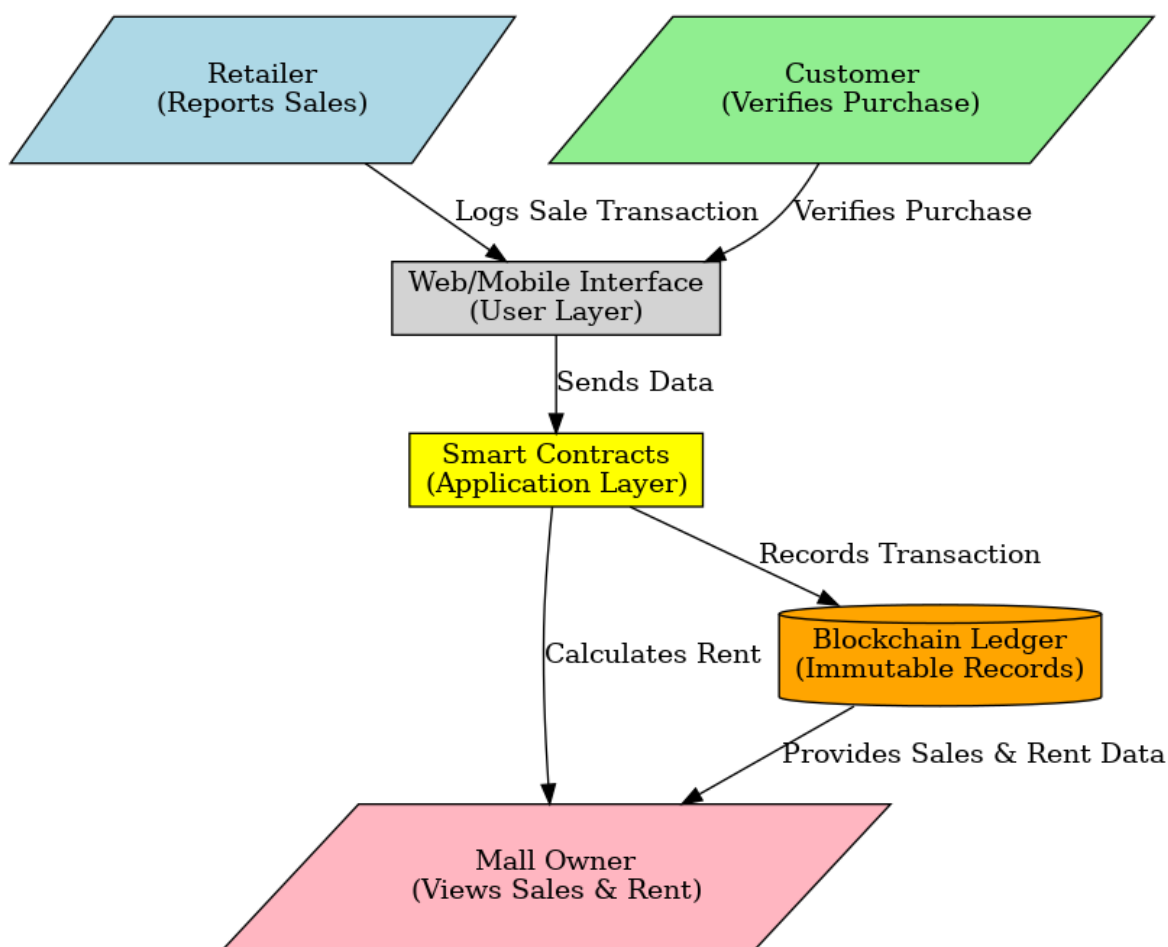 Retailer
(Reports Sales)
Customer
(Verifies Purchase)
Logs Sale Transaction
Verifies Purchase
Web/Mobile Interface
(User Layer)
Sends Data
Smart Contracts
(Application Layer)
Records Transaction
Calculates Rent
Blockchain Ledger
(Immutable Records)
Provides Sales & Rent Data
Mall Owner
(Views Sales & Rent)